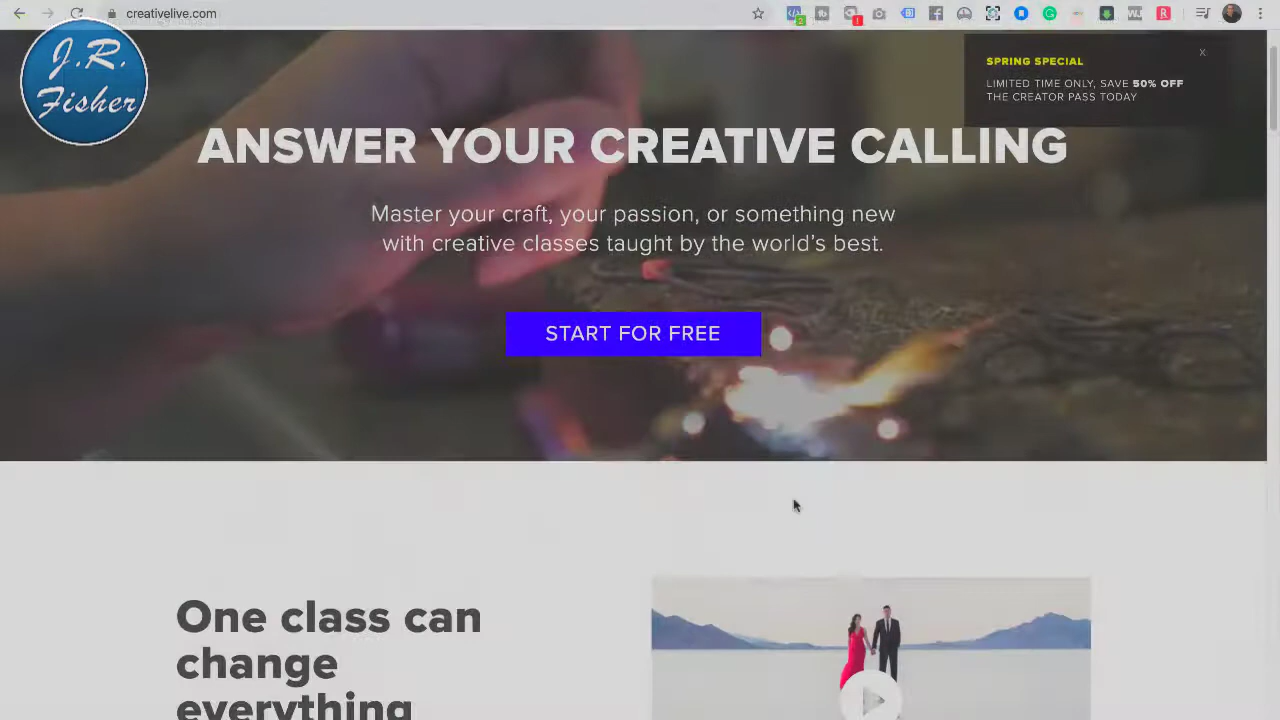 creativelive.com
J.R.
Fisher
SPRING SPECIAL
LIMITED TIME ONLY, SAVE 50% OFF
THE CREATOR PASS TODAY
ANSWER YOUR CREATIVE CALLING
Master your craft, your passion, or something new
with creative classes taught by the world's best.
START FOR FREE
One class can
change
everything